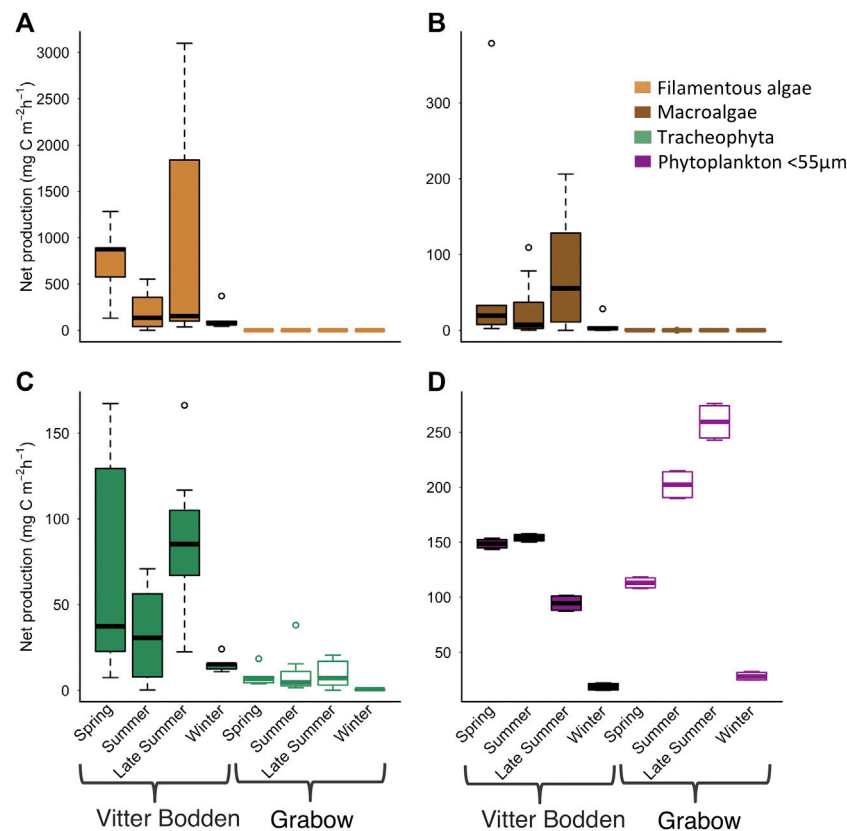 A
B
Net production (mg C m−2h−1)
3000
2500
2000
1500
1000
500
0
300
200
100
0
Filamentous algae
Macroalgae
Tracheophyta
Phytoplankton <55µm
C
D
Net production (mg C m−2h−1)
150
100
50
0
250
200
150
100
50
Spring
Summer
Late Summer
Winter
Spring
Summer
Late Summer
Winter
Spring
Summer
Late Summer
Winter
Spring
Summer
Late Summer
Winter
Vitter Bodden
Grabow
Vitter Bodden
Grabow